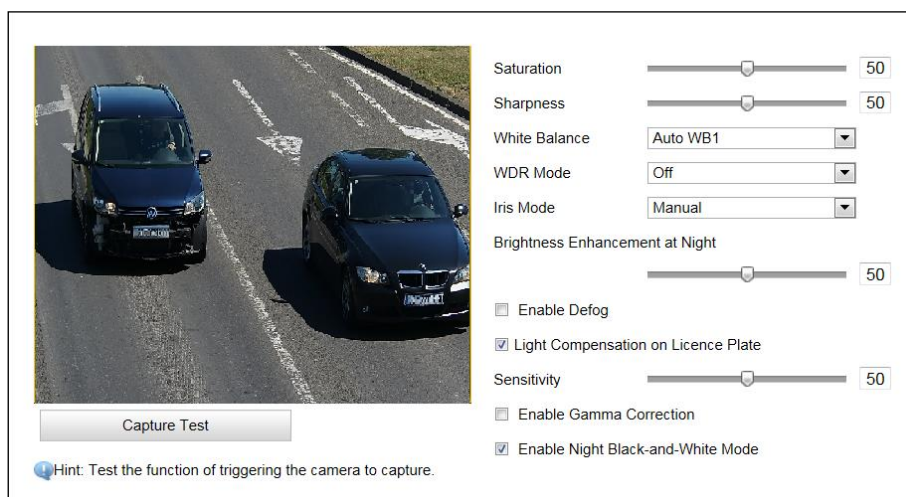 Saturation 50
Sharpness 50
White Balance Auto WB1
WDR Mode Off
Iris Mode Manual
Brightness Enhancement at Night
50
Enable Defog
Light Compensation on Licence Plate
Sensitivity 50
Enable Gamma Correction
Enable Night Black-and-White Mode
Capture Test
Hint: Test the function of triggering the camera to capture.